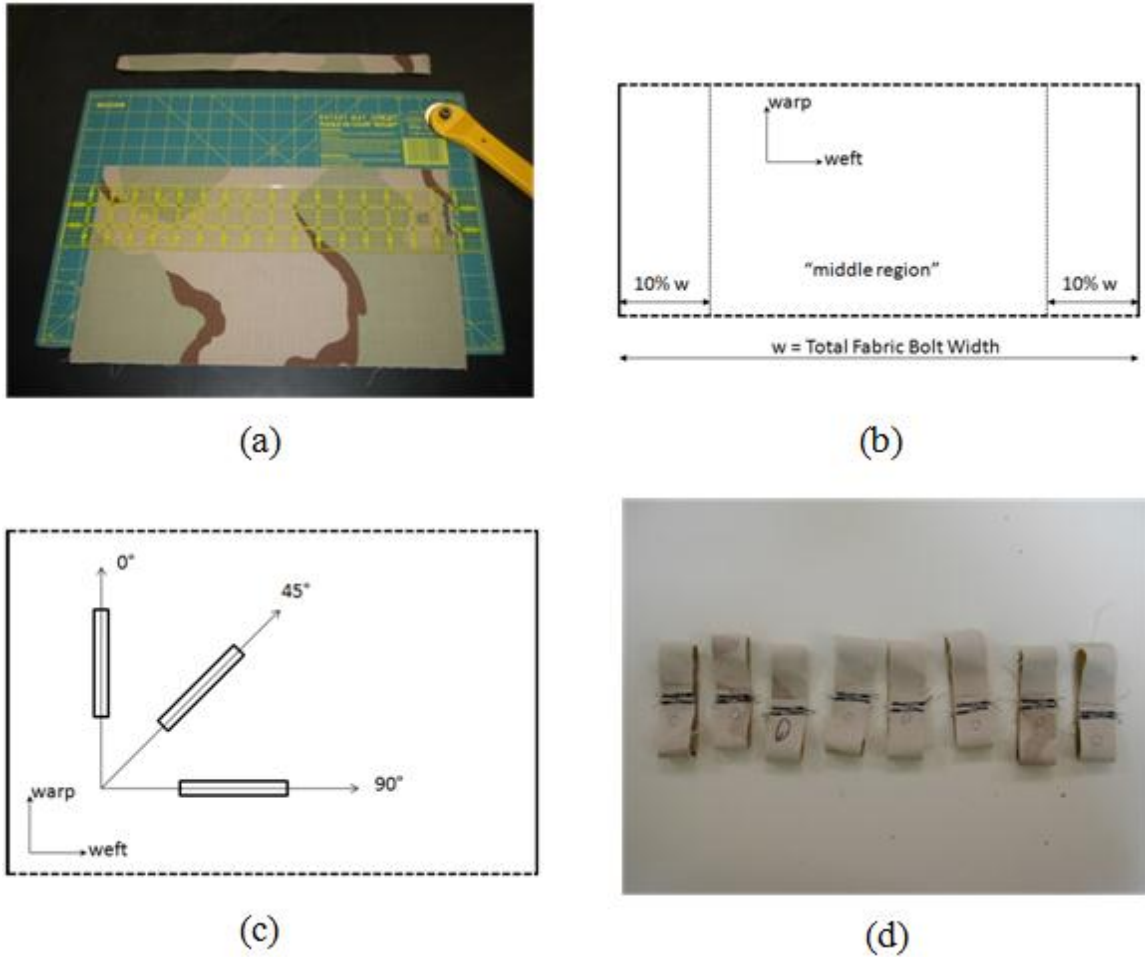 (a)
warp
weft
"middle region"
10% w
10% w
w = Total Fabric Bolt Width
(b)
0°
45°
90°
warp
weft
(c)
(d)